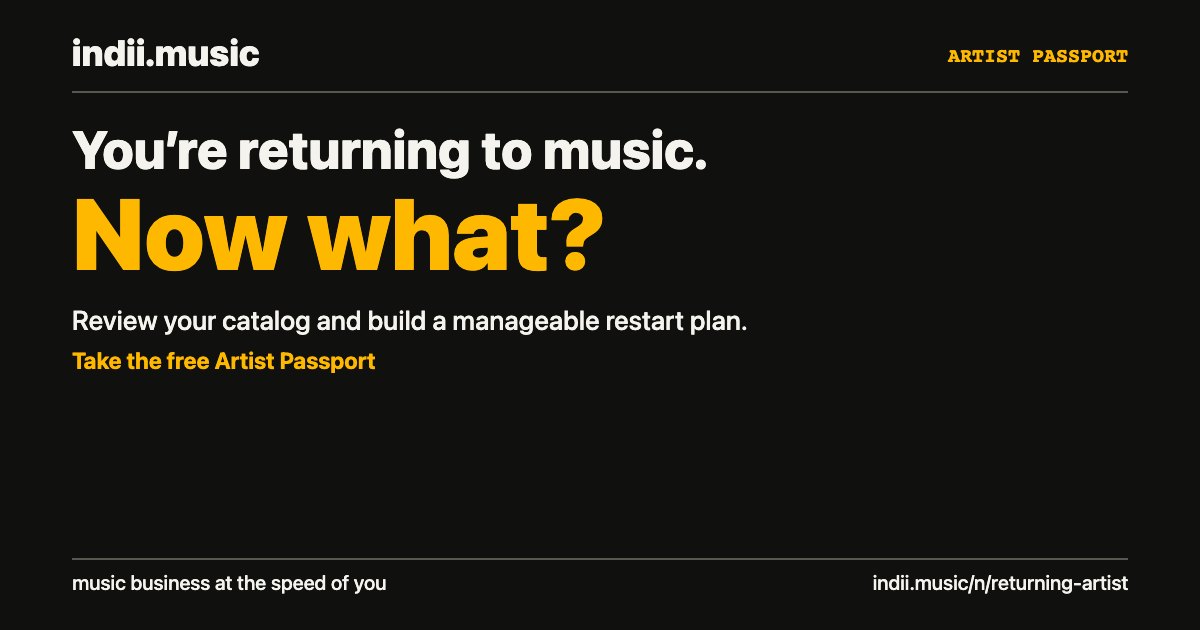 indii.music
ARTIST PASSPORT
You’re returning to music.
Now what?
Review your catalog and build a manageable restart plan.
Take the free Artist Passport
music business at the speed of you
indii.music/n/returning-artist